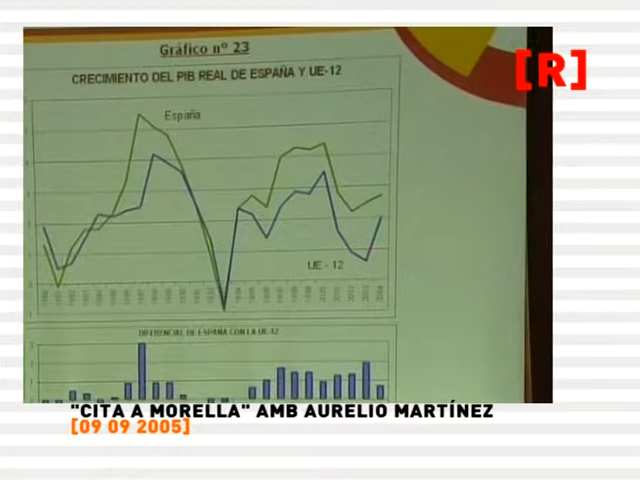 Gráfico nº 23
CRECIMIENTO DEL PIB REAL DE ESPAÑA Y UE-12
[R]
España
UE - 12
DIFERENCIAL DE ESPAÑA CON LA UE-12
"CITA A MORELLA" AMB AURELIO MARTÍNEZ
[09 09 2005]